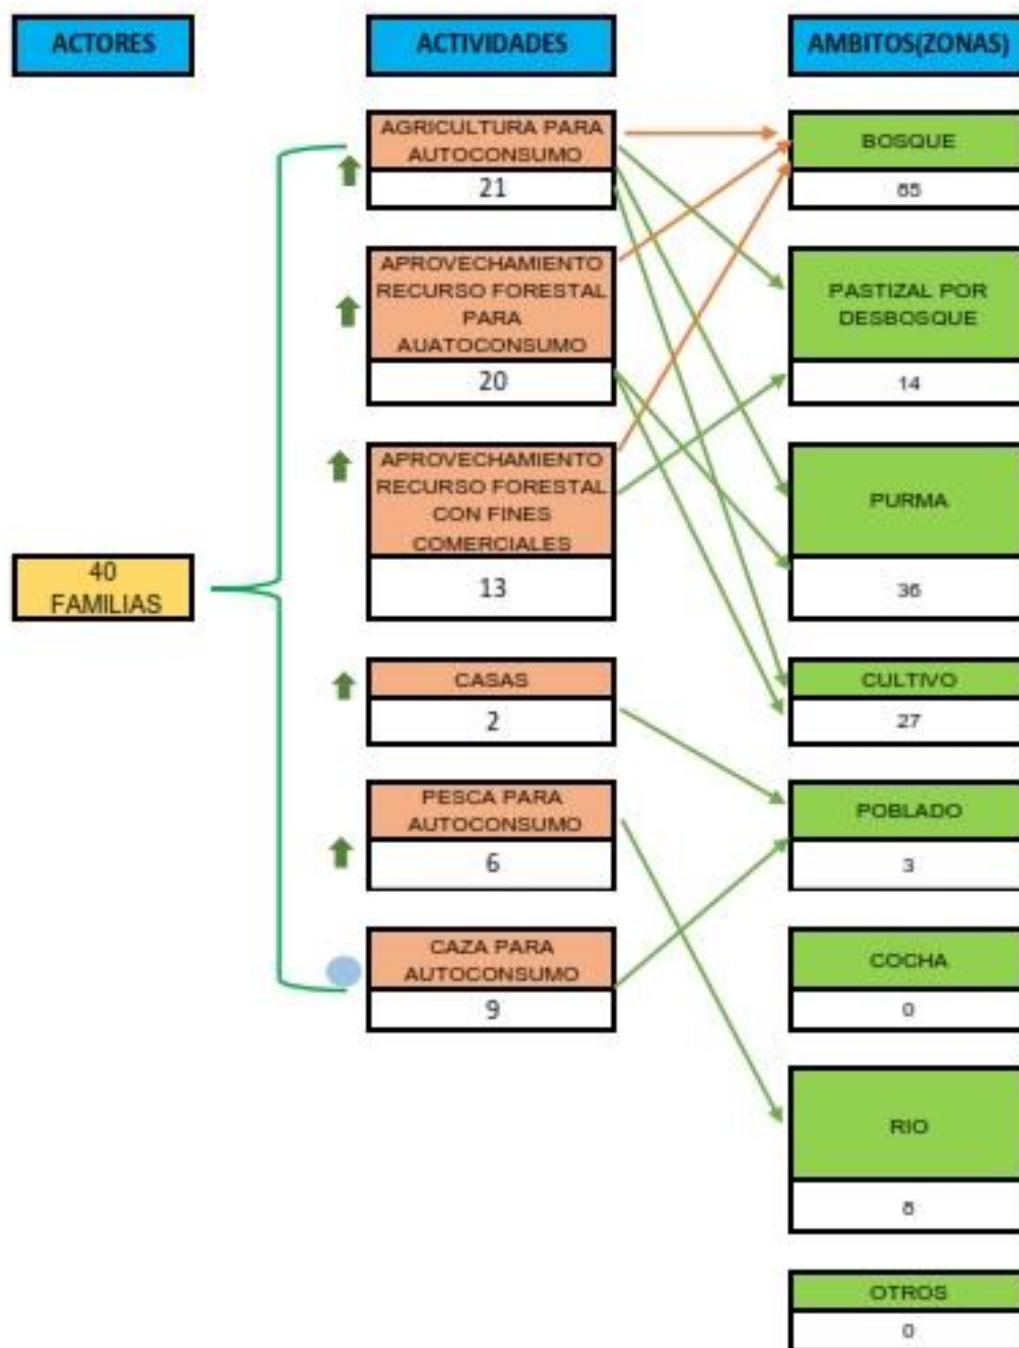 ACTORES
ACTIVIDADES
AMBITOS(ZONAS)
40
FAMILIAS
AGRICULTURA PARA
AUTOCONSUMO
21
APROVECHAMIENTO
RECURSO FORESTAL
PARA
AUATOCONSUMO
20
APROVECHAMIENTO
RECURSO FORESTAL
CON FINES
COMERCIALES
13
CASAS
2
PESCA PARA
AUTOCONSUMO
6
CAZA PARA
AUTOCONSUMO
9
BOSQUE
PASTIZAL POR
DESBOSQUE
14
PURMA
36
CULTIVO
27
POBLADO
3
COCHA
0
RIO
OTROS
0